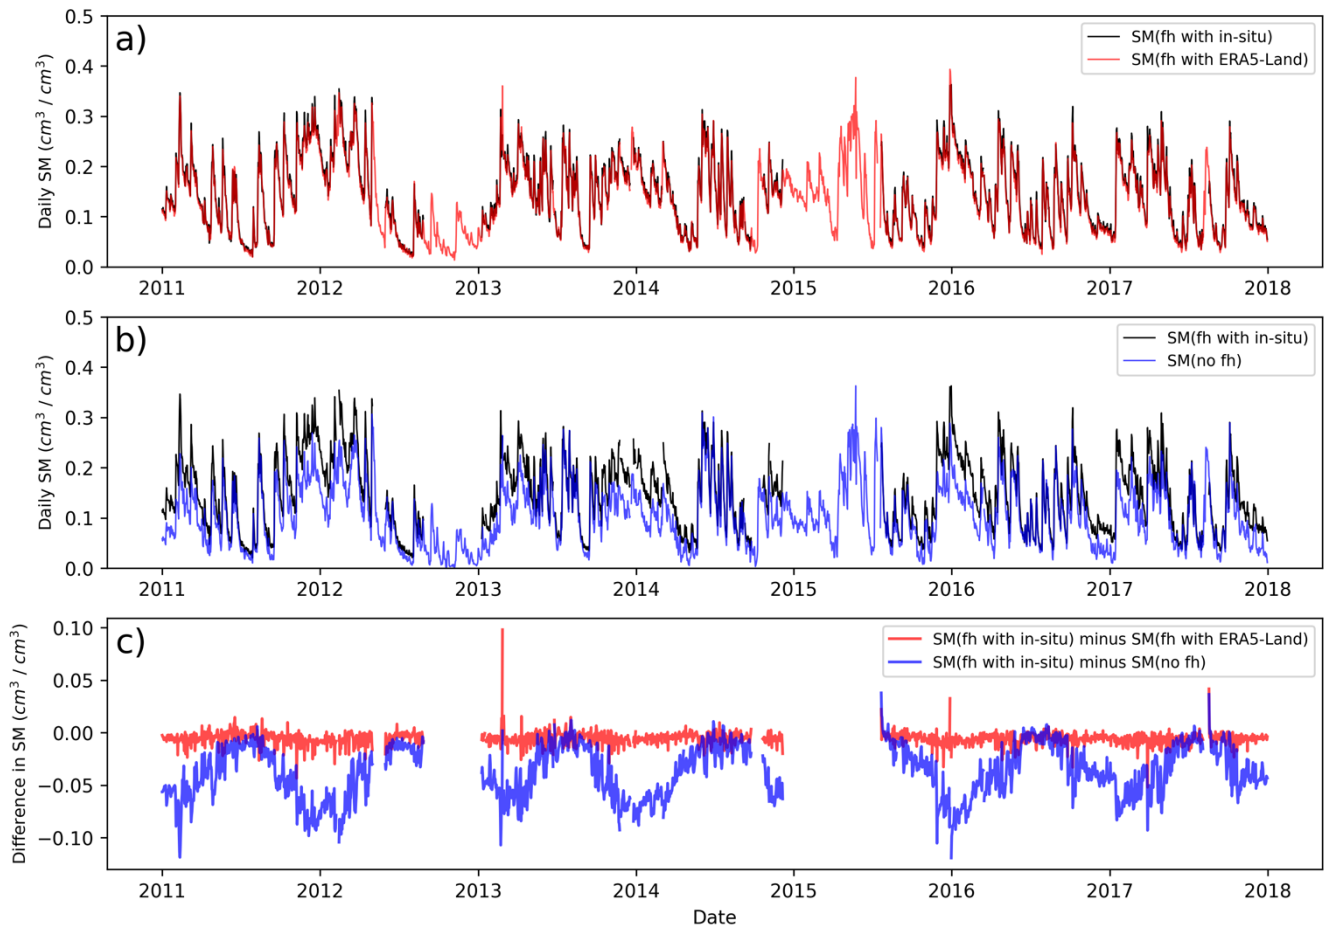 a)
SM(fh with in-situ)
SM(fh with ERA5-Land)
Daily SM (cm³ / cm³)
0.5
0.4
0.3
0.2
0.1
0.0
2011 2012 2013 2014 2015 2016 2017 2018
b)
SM(fh with in-situ)
SM(no fh)
Daily SM (cm³ / cm³)
0.5
0.4
0.3
0.2
0.1
0.0
2011 2012 2013 2014 2015 2016 2017 2018
c)
SM(fh with in-situ) minus SM(fh with ERA5-Land)
SM(fh with in-situ) minus SM(no fh)
Difference in SM (cm³ / cm³)
0.10
0.05
0.00
−0.05
−0.10
2011 2012 2013 2014 2015 2016 2017 2018
Date